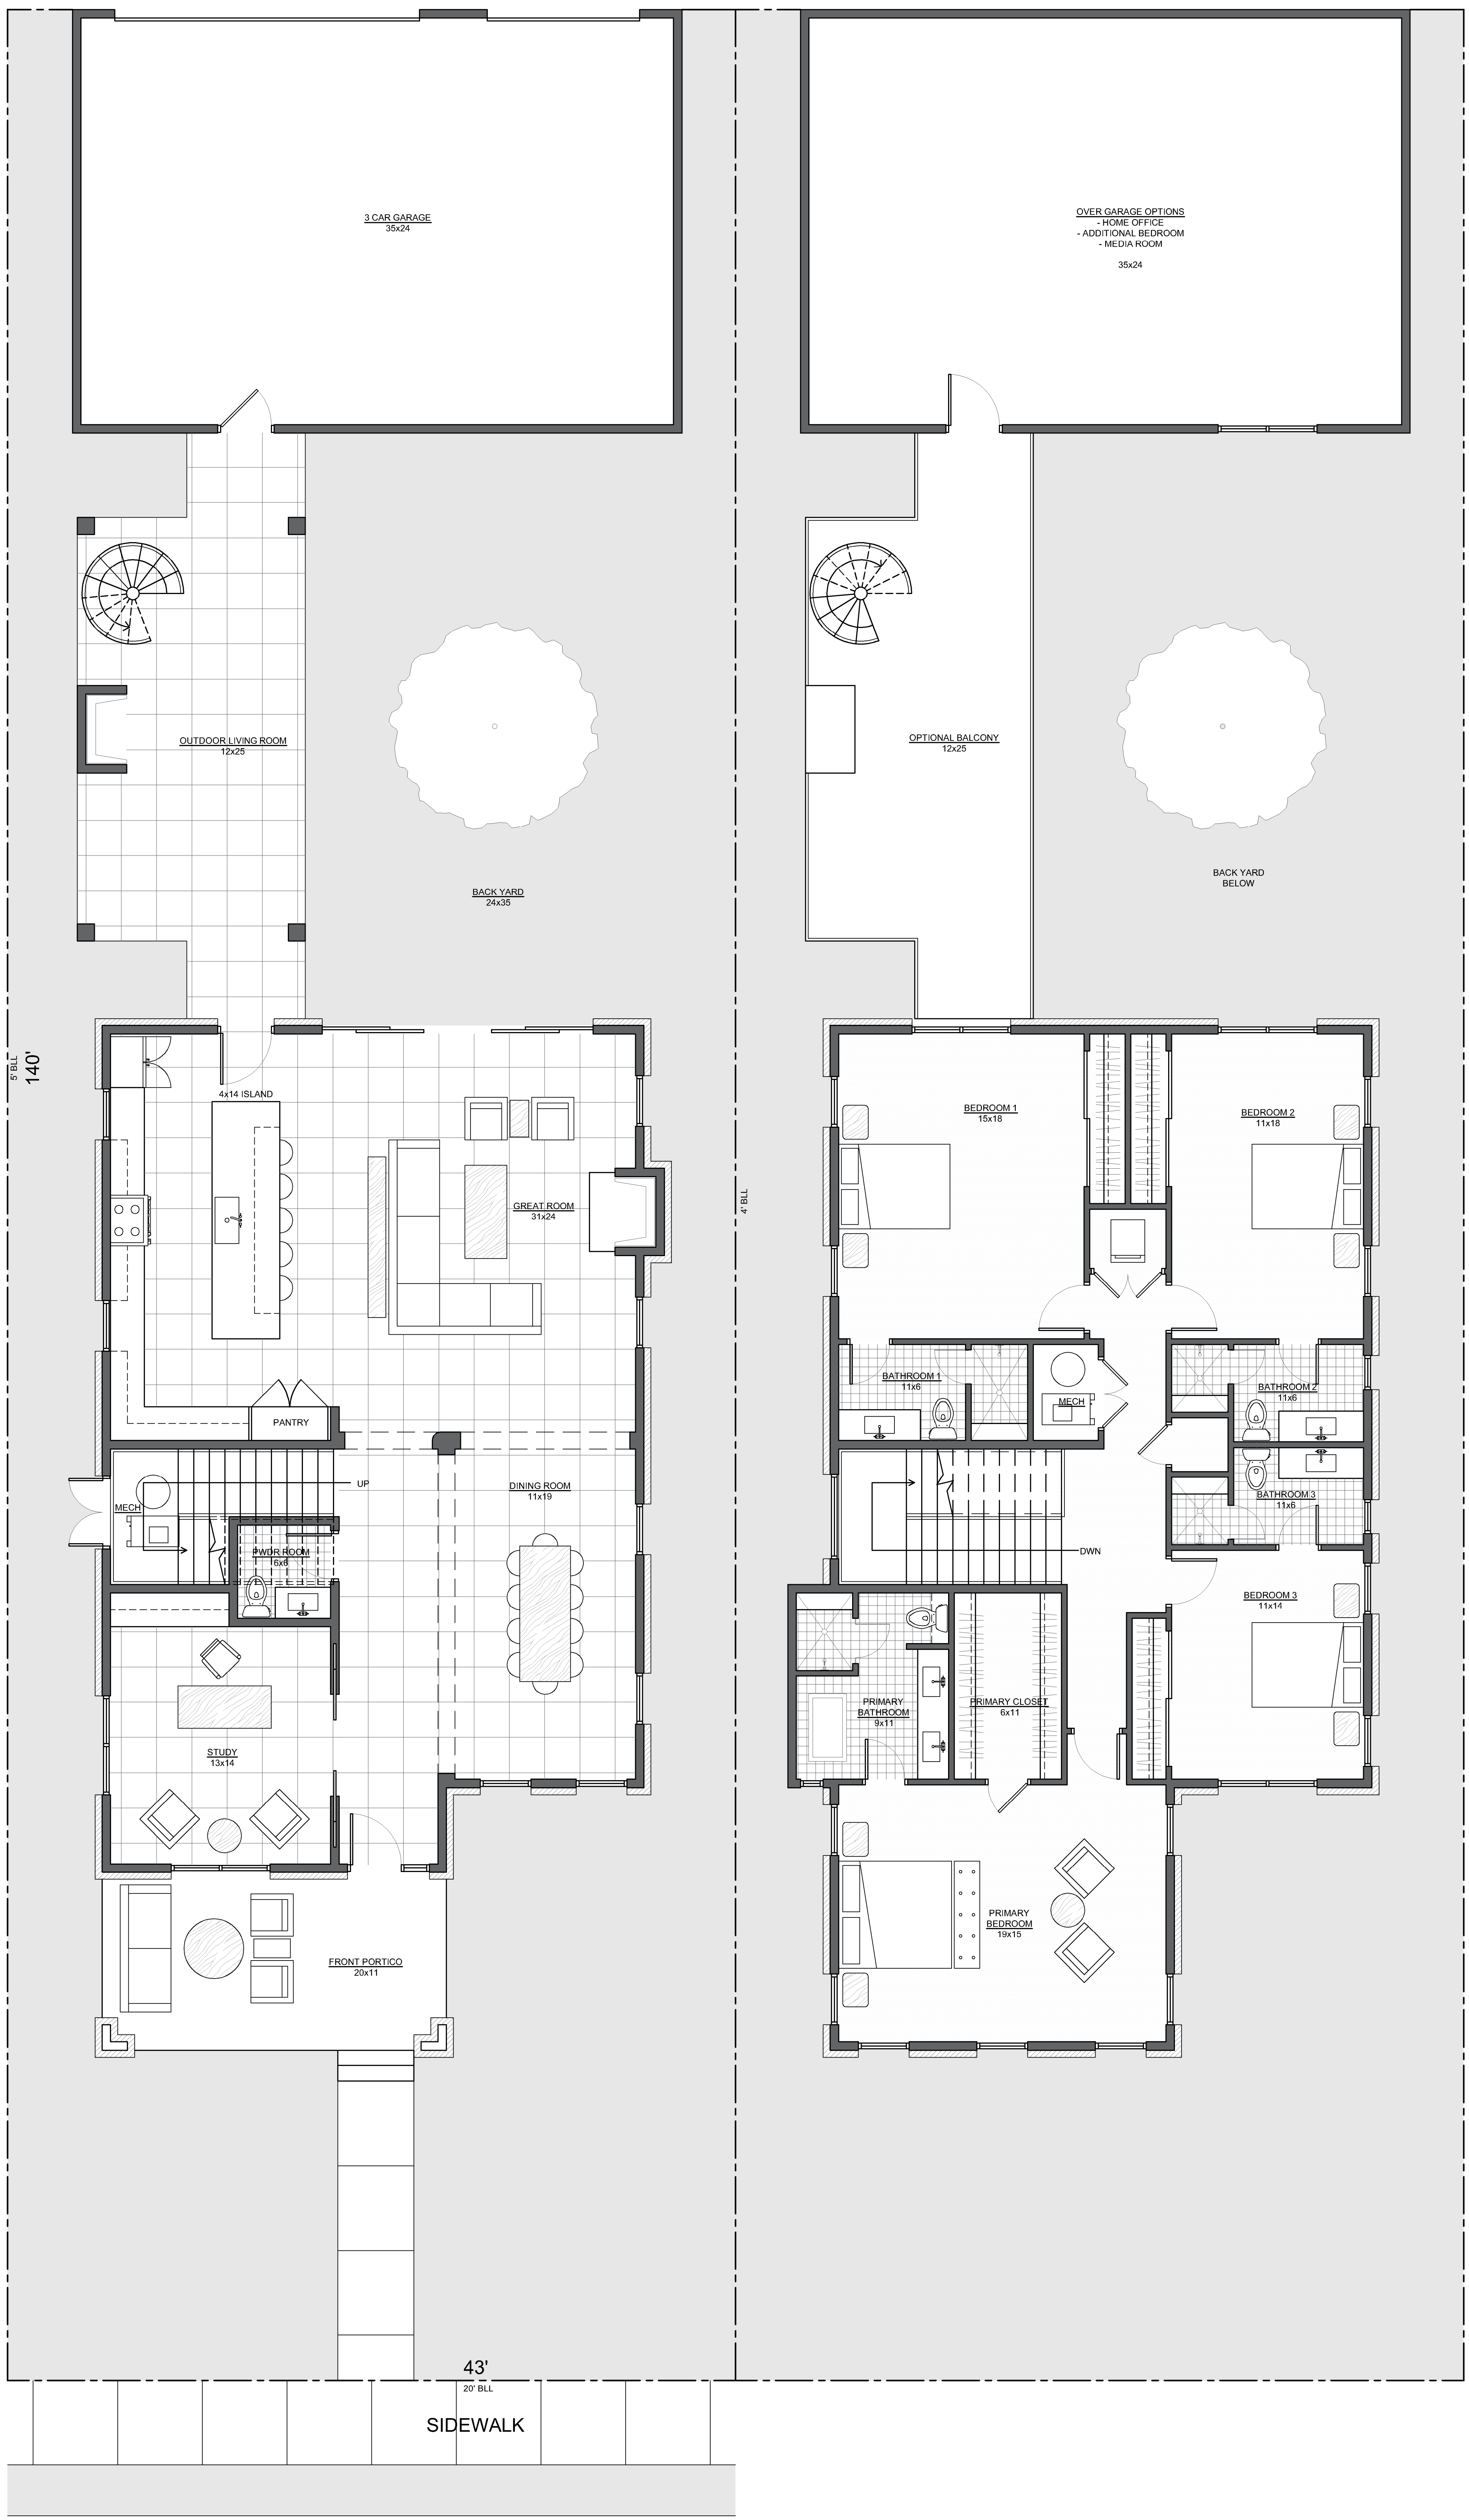 3 CAR GARAGE
35x24
OUTDOOR LIVING ROOM
12x25
BACK YARD
24x35
5' BLL
140'
4x14 ISLAND
GREAT ROOM
31x24
PANTRY
UP
MECH
DINING ROOM
11x19
PWDR ROOM
6x6
STUDY
13x14
FRONT PORTICO
20x11
43'
20' BLL
SIDEWALK
OVER GARAGE OPTIONS
- HOME OFFICE
- ADDITIONAL BEDROOM
- MEDIA ROOM
35x24
OPTIONAL BALCONY
12x25
BACK YARD
BELOW
4' BLL
BEDROOM 1
15x18
BEDROOM 2
11x18
BATHROOM 1
11x6
MECH
BATHROOM 2
11x6
BATHROOM 3
11x6
DWN
BEDROOM 3
11x14
PRIMARY
BATHROOM
9x11
PRIMARY CLOSET
6x11
PRIMARY
BEDROOM
19x15